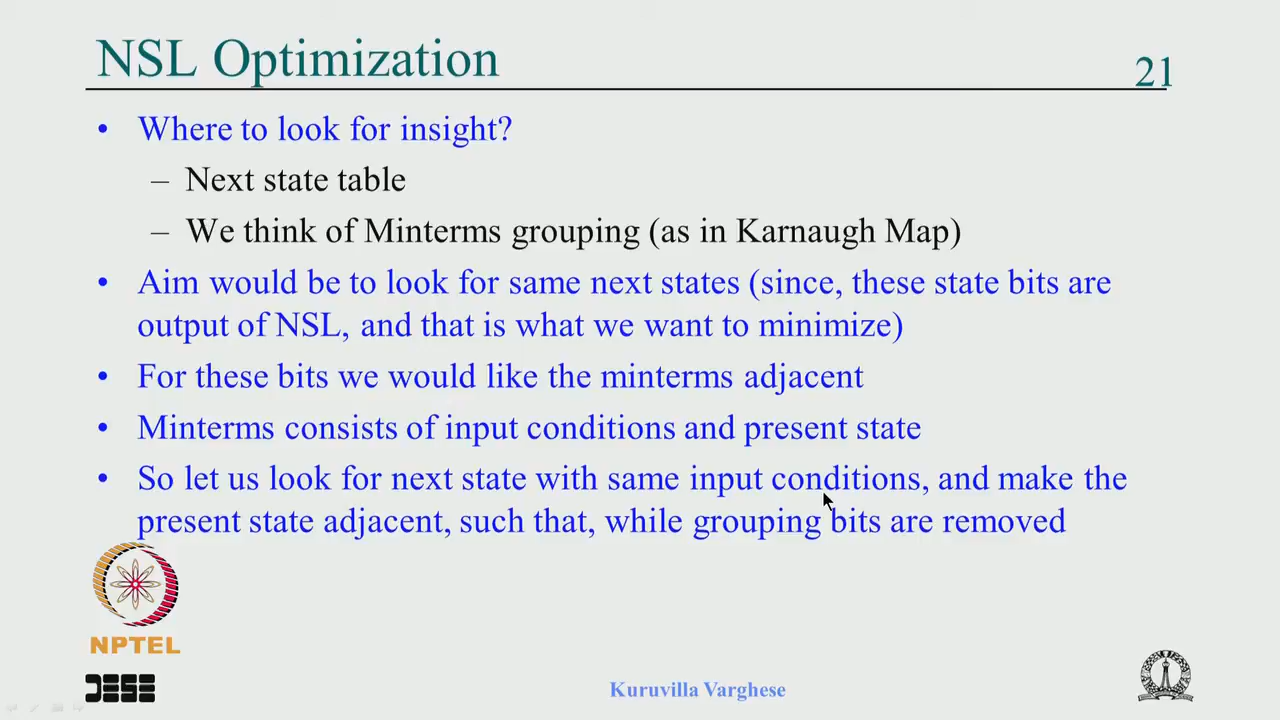 NSL Optimization
21
• Where to look for insight?
– Next state table
– We think of Minterms grouping (as in Karnaugh Map)
• Aim would be to look for same next states (since, these state bits are
output of NSL, and that is what we want to minimize)
• For these bits we would like the minterms adjacent
• Minterms consists of input conditions and present state
• So let us look for next state with same input conditions, and make the
present state adjacent, such that, while grouping bits are removed
NPTEL
DESE
Kuruvilla Varghese